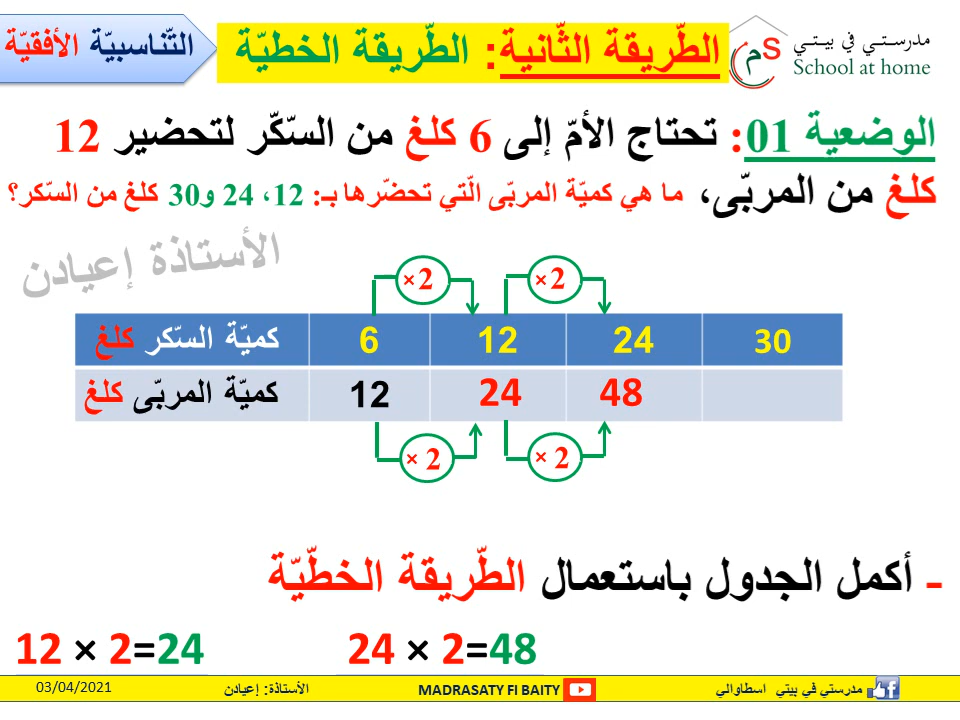 التّناسبيّة الأفقيّة
الطّريقة الثّانية: الطّريقة الخطيّة
مدرستي في بيتي
School at home
س م
الوضعية 01: تحتاج الأمّ إلى 6 كلغ من السّكّر لتحضير 12
كلغ من المربّى، ما هي كميّة المربّى الّتي تحضّرها بـ: 12، 24 و30 كلغ من السّكر؟
الأستاذة إعيادن
×2 ×2
كميّة السّكر كلغ 6 12 24 30
كميّة المربّى كلغ 12 24 48
× 2 × 2
- أكمل الجدول باستعمال الطّريقة الخطّيّة
12 × 2=24 24 × 2=48
03/04/2021 الأستاذة: إعيادن MADRASATY FI BAITY مدرستي في بيتي اسطاوالي